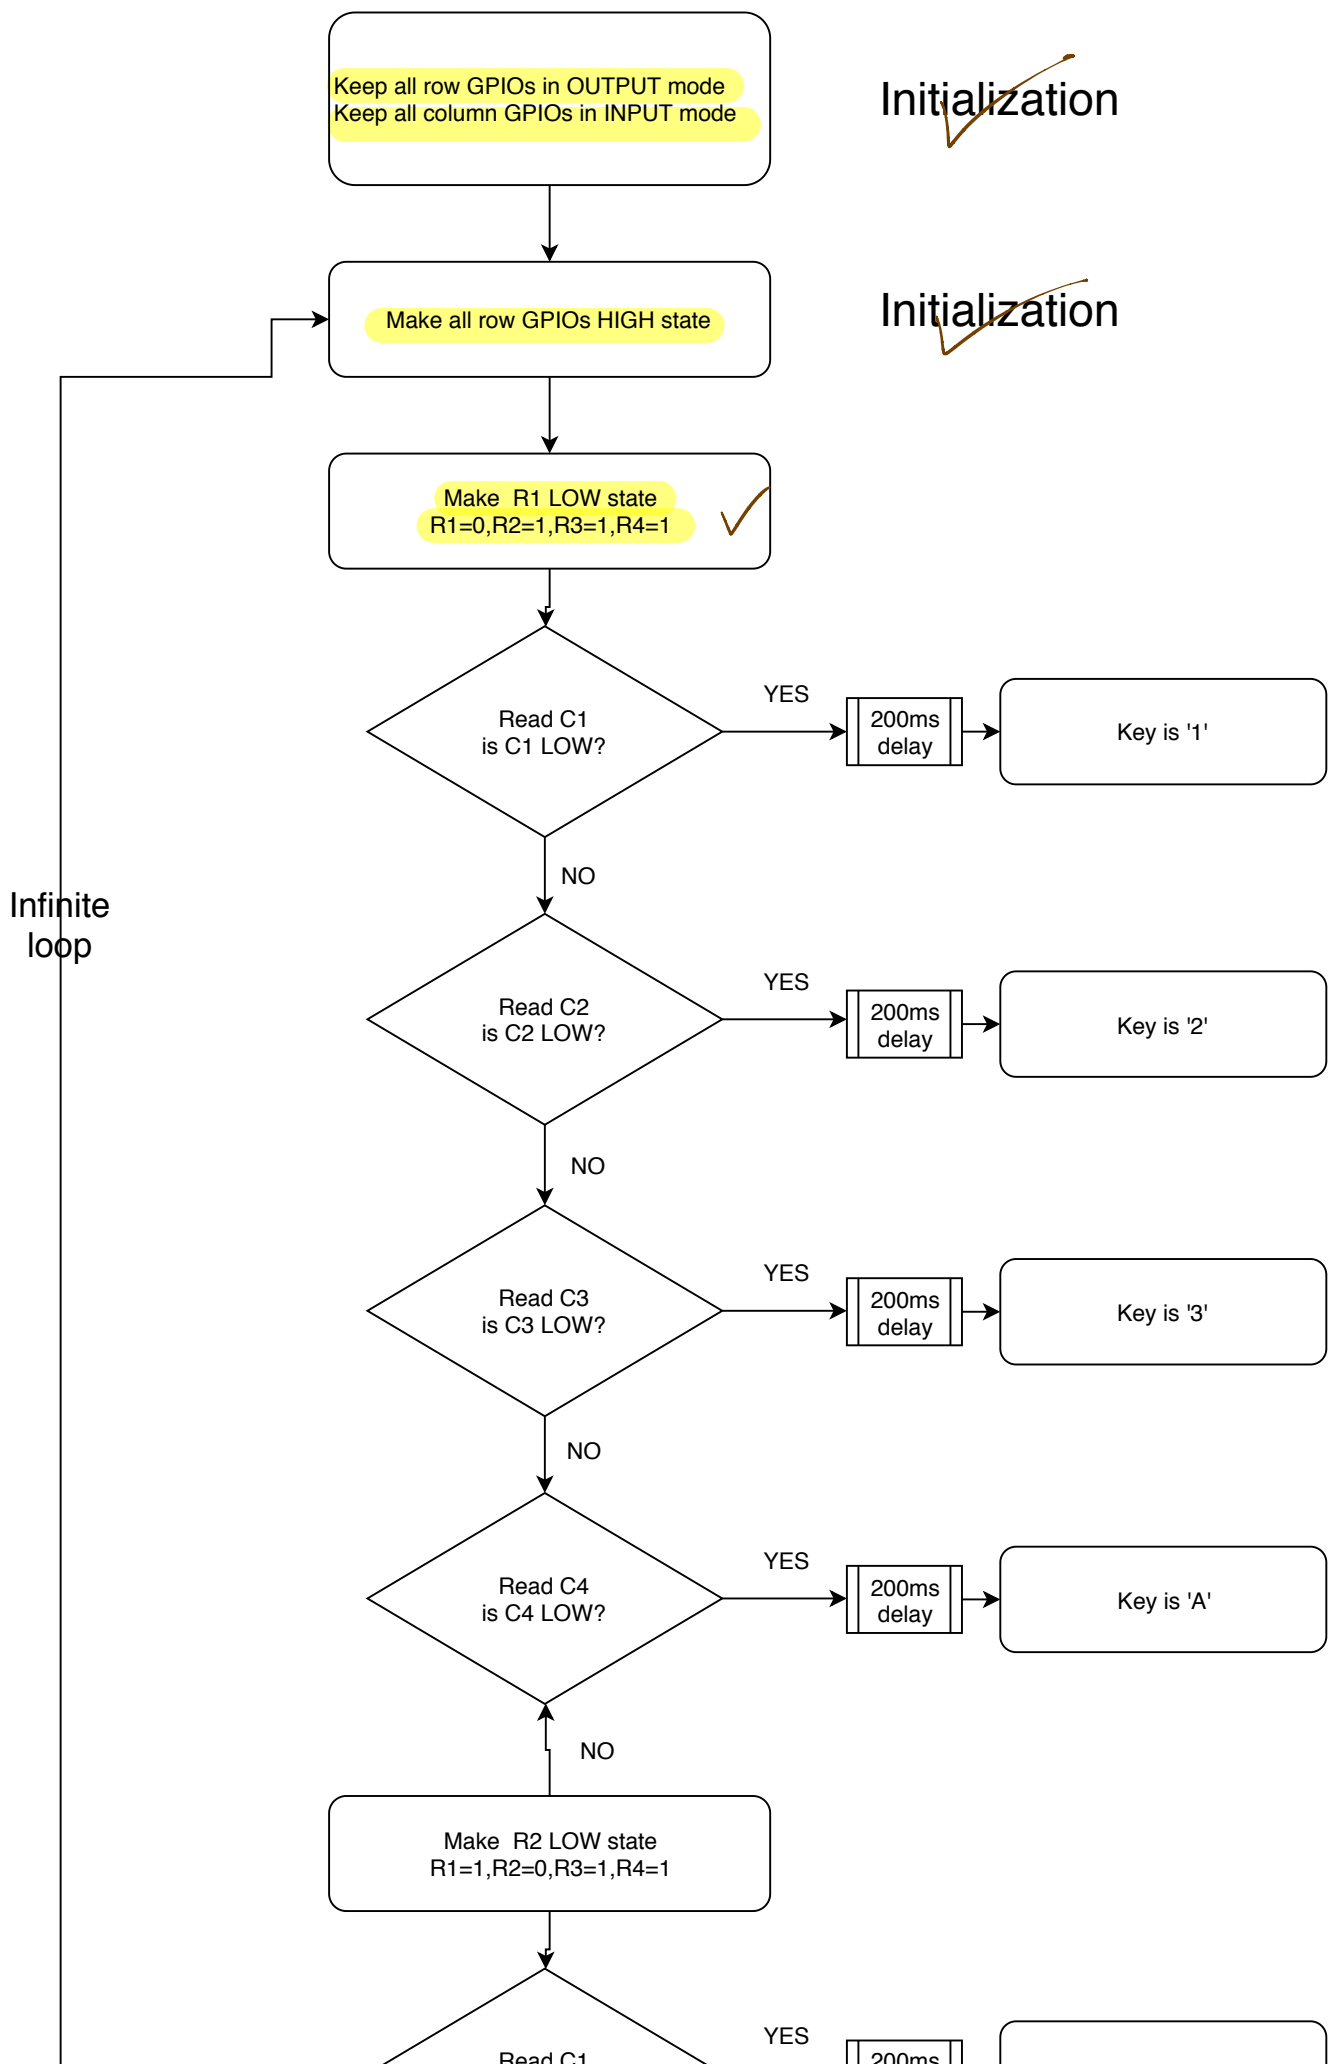 Keep all row GPIOs in OUTPUT mode
Keep all column GPIOs in INPUT mode
Initialization
Make all row GPIOs HIGH state
Initialization
Make R1 LOW state
R1=0,R2=1,R3=1,R4=1
Read C1
is C1 LOW?
YES
200ms
delay
Key is '1'
NO
Infinite
loop
Read C2
is C2 LOW?
YES
200ms
delay
Key is '2'
NO
Read C3
is C3 LOW?
YES
200ms
delay
Key is '3'
NO
Read C4
is C4 LOW?
YES
200ms
delay
Key is 'A'
NO
Make R2 LOW state
R1=1,R2=0,R3=1,R4=1
Read C1
YES
200ms